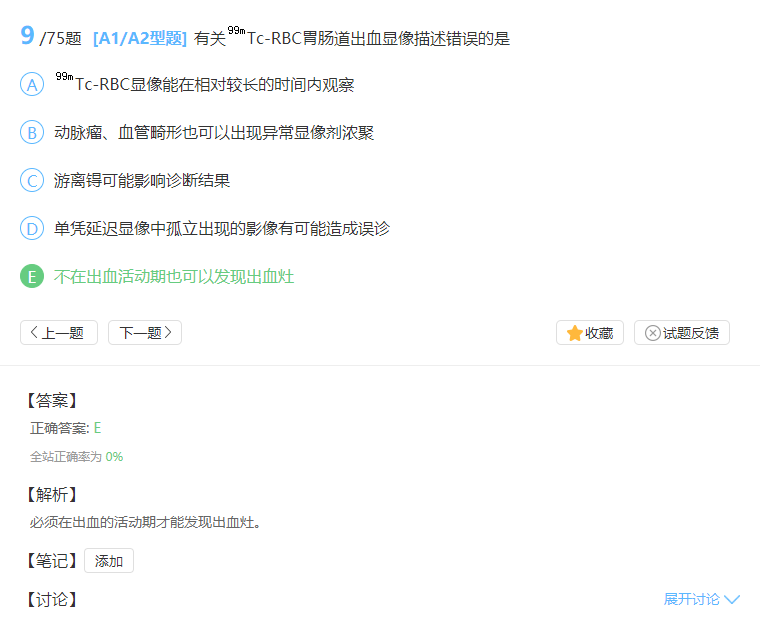 9 /75题 [A1/A2型题] 有关99mTc-RBC胃肠道出血显像描述错误的是
A 99mTc-RBC显像能在相对较长的时间内观察
B 动脉瘤、血管畸形也可以出现异常显像剂浓聚
C 游离锝可能影响诊断结果
D 单凭延迟显像中孤立出现的影像有可能造成误诊
E 不在出血活动期也可以发现出血灶
上一题 下一题 收藏 试题反馈
【答案】
正确答案: E
全站正确率为 0%
【解析】
必须在出血的活动期才能发现出血灶。
【笔记】 添加
【讨论】 展开讨论